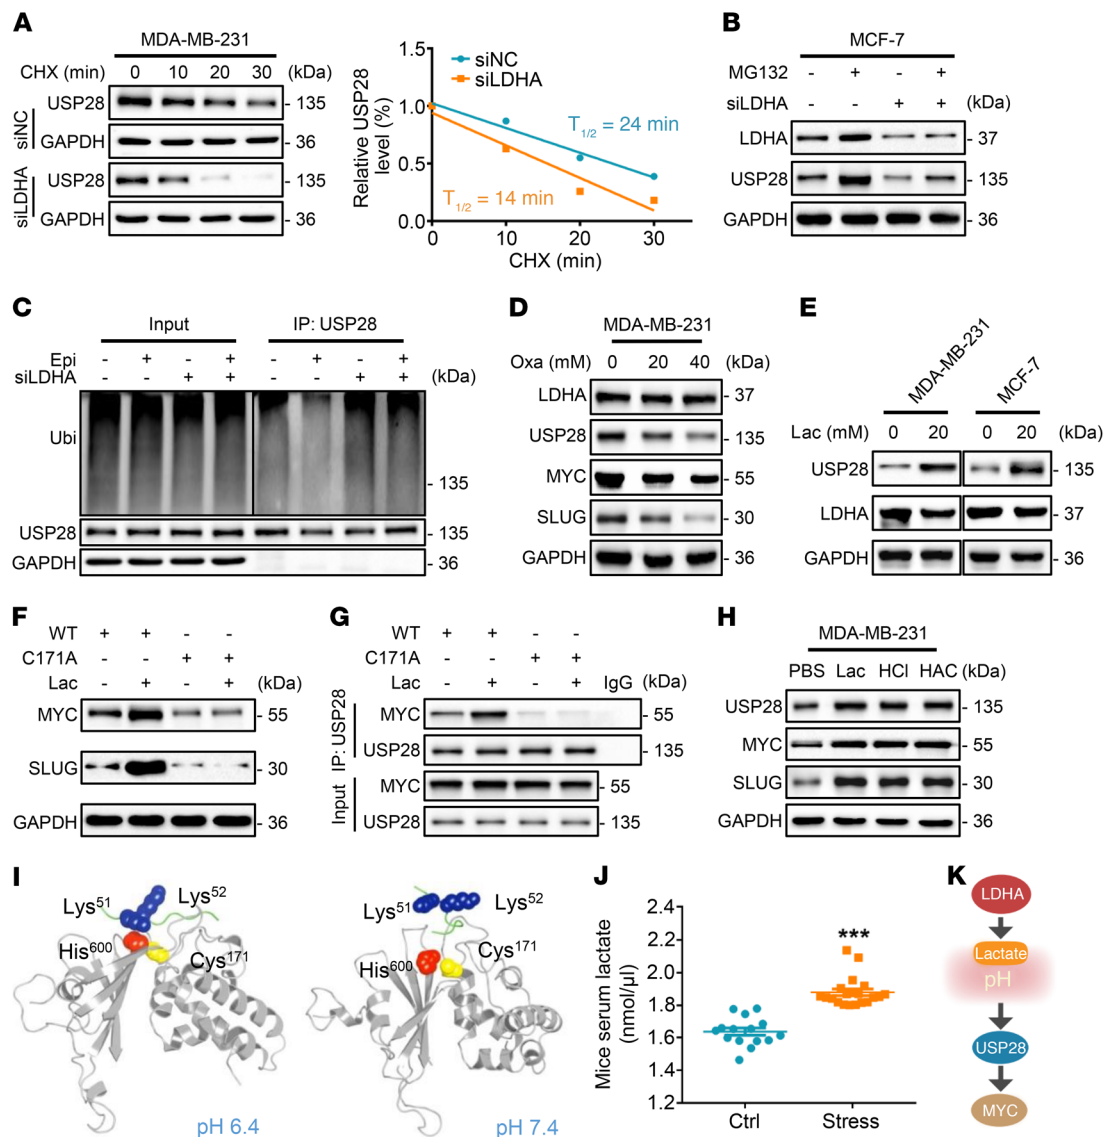 A
MDA-MB-231
CHX (min) 0 10 20 30 (kDa)
siNC
USP28 - 135
GAPDH - 36
siLDHA
USP28 - 135
GAPDH - 36
Relative USP28
level (%)
1.5
1.0
0.5
0.0
siNC
siLDHA
T1/2 = 24 min
T1/2 = 14 min
0 10 20 30
CHX (min)
B
MCF-7
MG132 - + - +
siLDHA - - + + (kDa)
LDHA - 37
USP28 - 135
GAPDH - 36
C
Input IP: USP28
Epi - + - + - + - +
siLDHA - - + + - - + + (kDa)
Ubi
- 135
USP28 - 135
GAPDH - 36
D
MDA-MB-231
Oxa (mM) 0 20 40 (kDa)
LDHA - 37
USP28 - 135
MYC - 55
SLUG - 30
GAPDH - 36
E
MDA-MB-231 MCF-7
Lac (mM) 0 20 0 20 (kDa)
USP28 - 135
LDHA - 37
GAPDH - 36
F
WT + + - -
C171A - - + +
Lac - + - + (kDa)
MYC - 55
SLUG - 30
GAPDH - 36
G
WT + + - -
C171A - - + +
Lac - + - + IgG (kDa)
IP: USP28
MYC - 55
USP28 - 135
Input
MYC - 55
USP28 - 135
H
MDA-MB-231
PBS Lac HCl HAC (kDa)
USP28 - 135
MYC - 55
SLUG - 30
GAPDH - 36
I
Lys51 Lys52
His600 Cys171
pH 6.4
Lys51 Lys52
His600 Cys171
pH 7.4
J
Mice serum lactate
(nmol/µl)
2.4
2.2
2.0
1.8
1.6
1.4
1.2
***
Ctrl Stress
K
LDHA
Lactate
pH
USP28
MYC